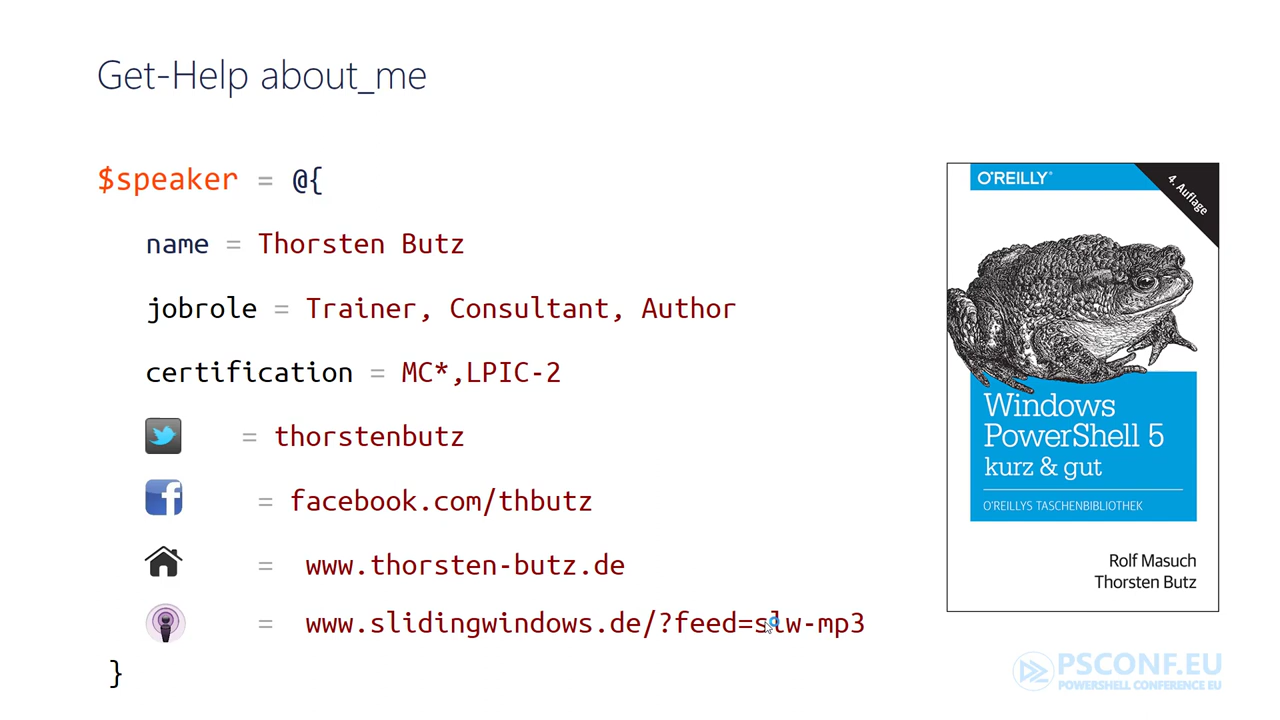 Get-Help about_me
$speaker = @{
name = Thorsten Butz
jobrole = Trainer, Consultant, Author
certification = MC*,LPIC-2
= thorstenbutz
= facebook.com/thbutz
= www.thorsten-butz.de
= www.slidingwindows.de/?feed=slw-mp3
}
O'REILLY®
4. Auflage
Windows
PowerShell 5
kurz & gut
O'REILLYS TASCHENBIBLIOTHEK
Rolf Masuch
Thorsten Butz
PSCONF.EU
POWERSHELL CONFERENCE EU